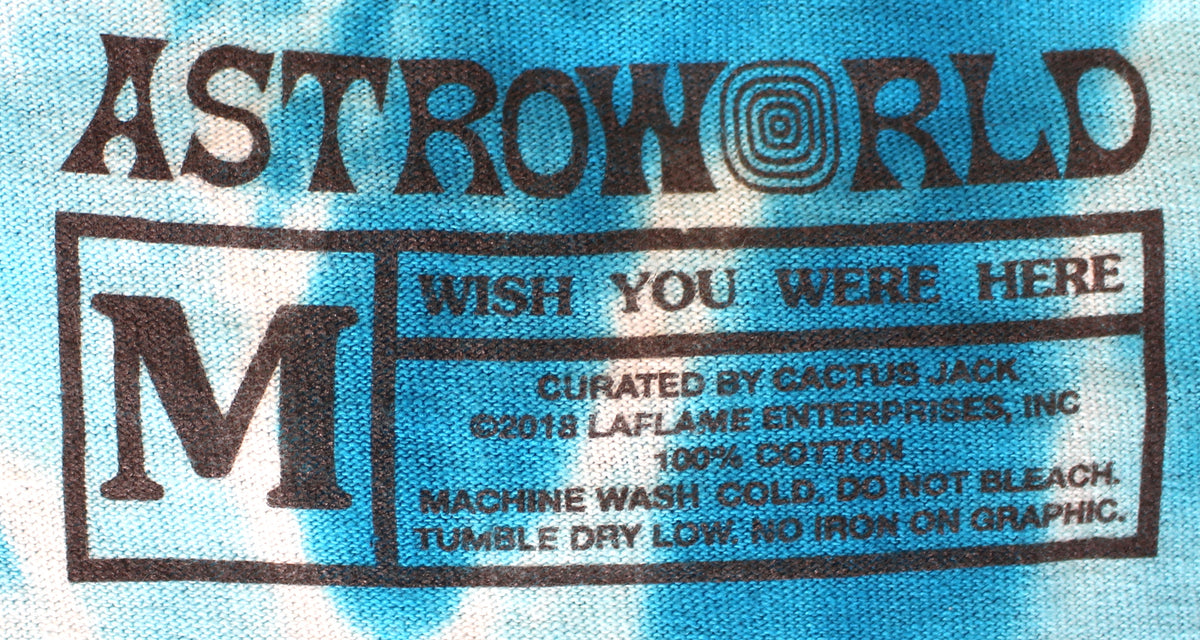 ASTROWORLD
M
WISH YOU WERE HERE
CURATED BY CACTUS JACK
©2018 LAFLAME ENTERPRISES, INC
100% COTTON
MACHINE WASH COLD. DO NOT BLEACH.
TUMBLE DRY LOW. NO IRON ON GRAPHIC.